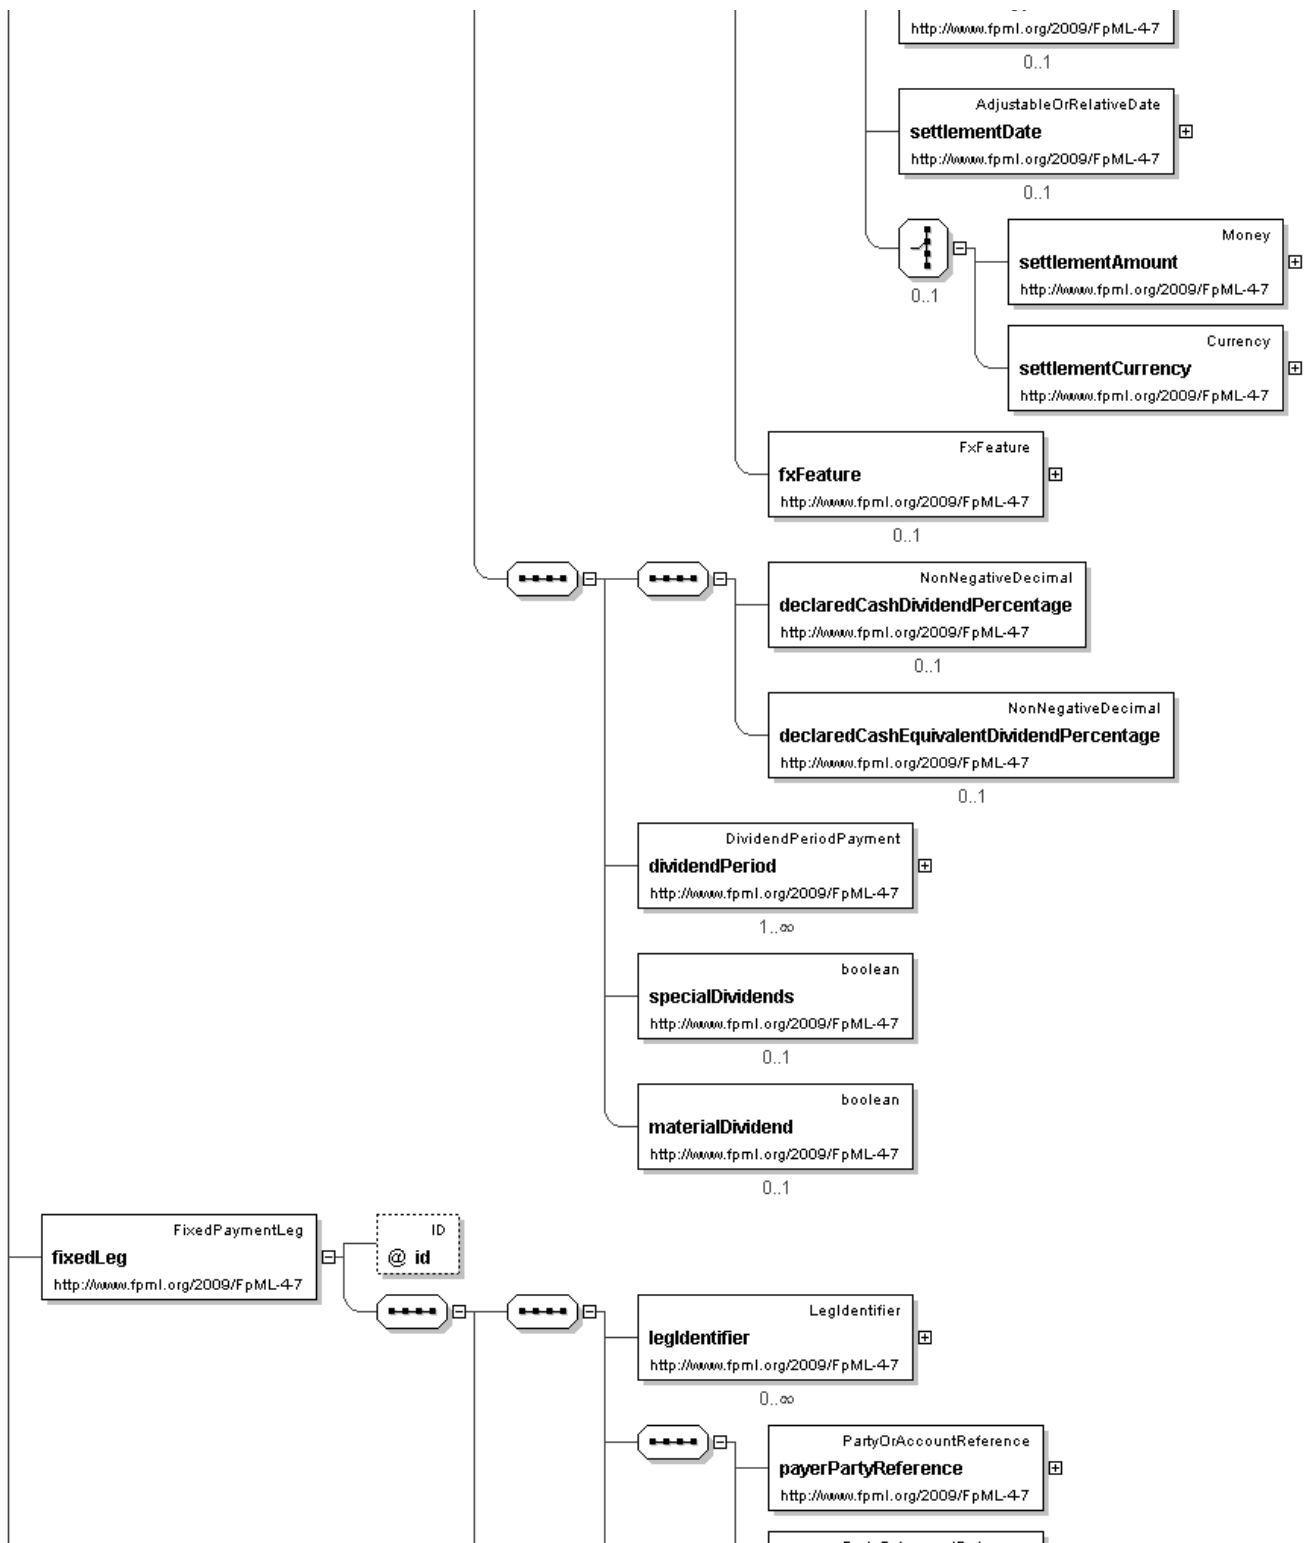 http://www.fpml.org/2009/FpML-4-7
0..1
AdjustableOrRelativeDate
settlementDate
http://www.fpml.org/2009/FpML-4-7
0..1
Money
settlementAmount
http://www.fpml.org/2009/FpML-4-7
0..1
Currency
settlementCurrency
http://www.fpml.org/2009/FpML-4-7
FxFeature
fxFeature
http://www.fpml.org/2009/FpML-4-7
0..1
NonNegativeDecimal
declaredCashDividendPercentage
http://www.fpml.org/2009/FpML-4-7
0..1
NonNegativeDecimal
declaredCashEquivalentDividendPercentage
http://www.fpml.org/2009/FpML-4-7
0..1
DividendPeriodPayment
dividendPeriod
http://www.fpml.org/2009/FpML-4-7
1..∞
boolean
specialDividends
http://www.fpml.org/2009/FpML-4-7
0..1
boolean
materialDividend
http://www.fpml.org/2009/FpML-4-7
0..1
FixedPaymentLeg
fixedLeg
http://www.fpml.org/2009/FpML-4-7
ID
@ id
LegIdentifier
legIdentifier
http://www.fpml.org/2009/FpML-4-7
0..∞
PartyOrAccountReference
payerPartyReference
http://www.fpml.org/2009/FpML-4-7